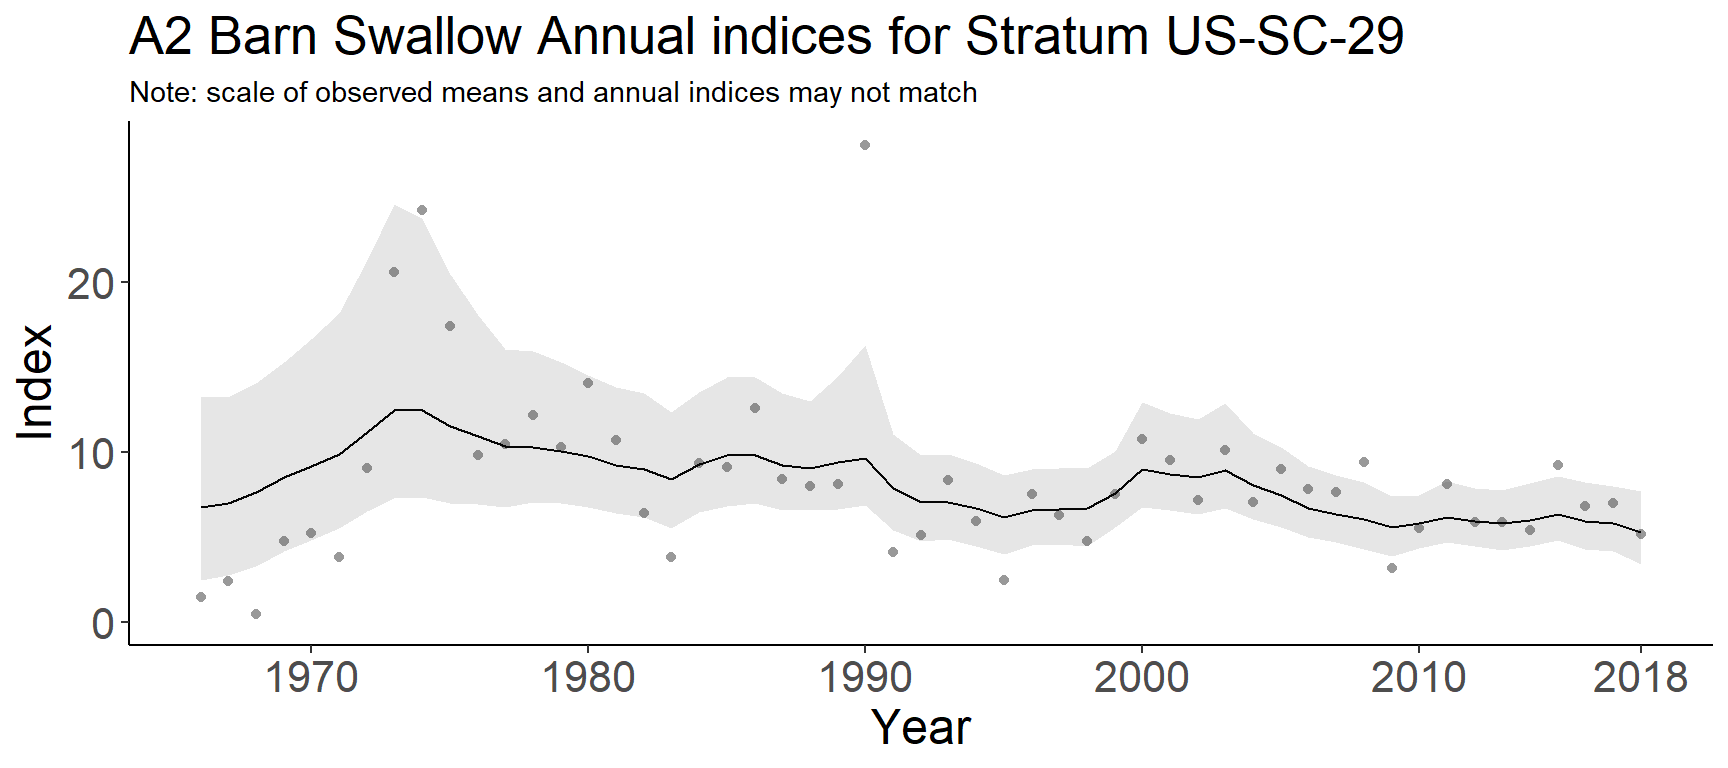 A2 Barn Swallow Annual indices for Stratum US-SC-29
Note: scale of observed means and annual indices may not match
Index
20
10
0
1970 1980 1990 2000 2010 2018
Year